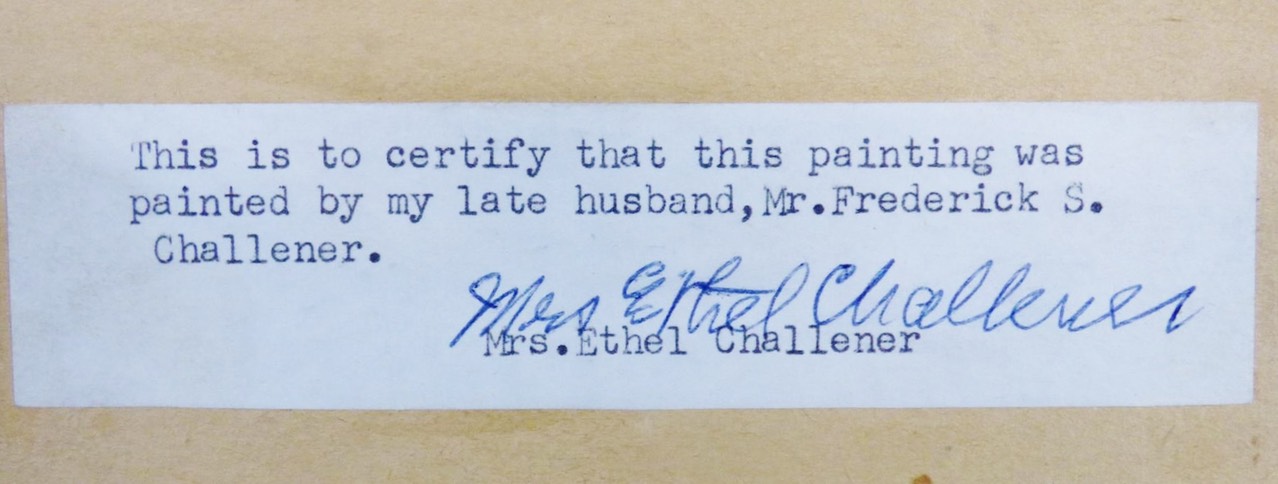 This is to certify that this painting was
painted by my late husband,Mr.Frederick S.
Challener.
Mrs Ethel Challener
Mrs.Ethel Challener